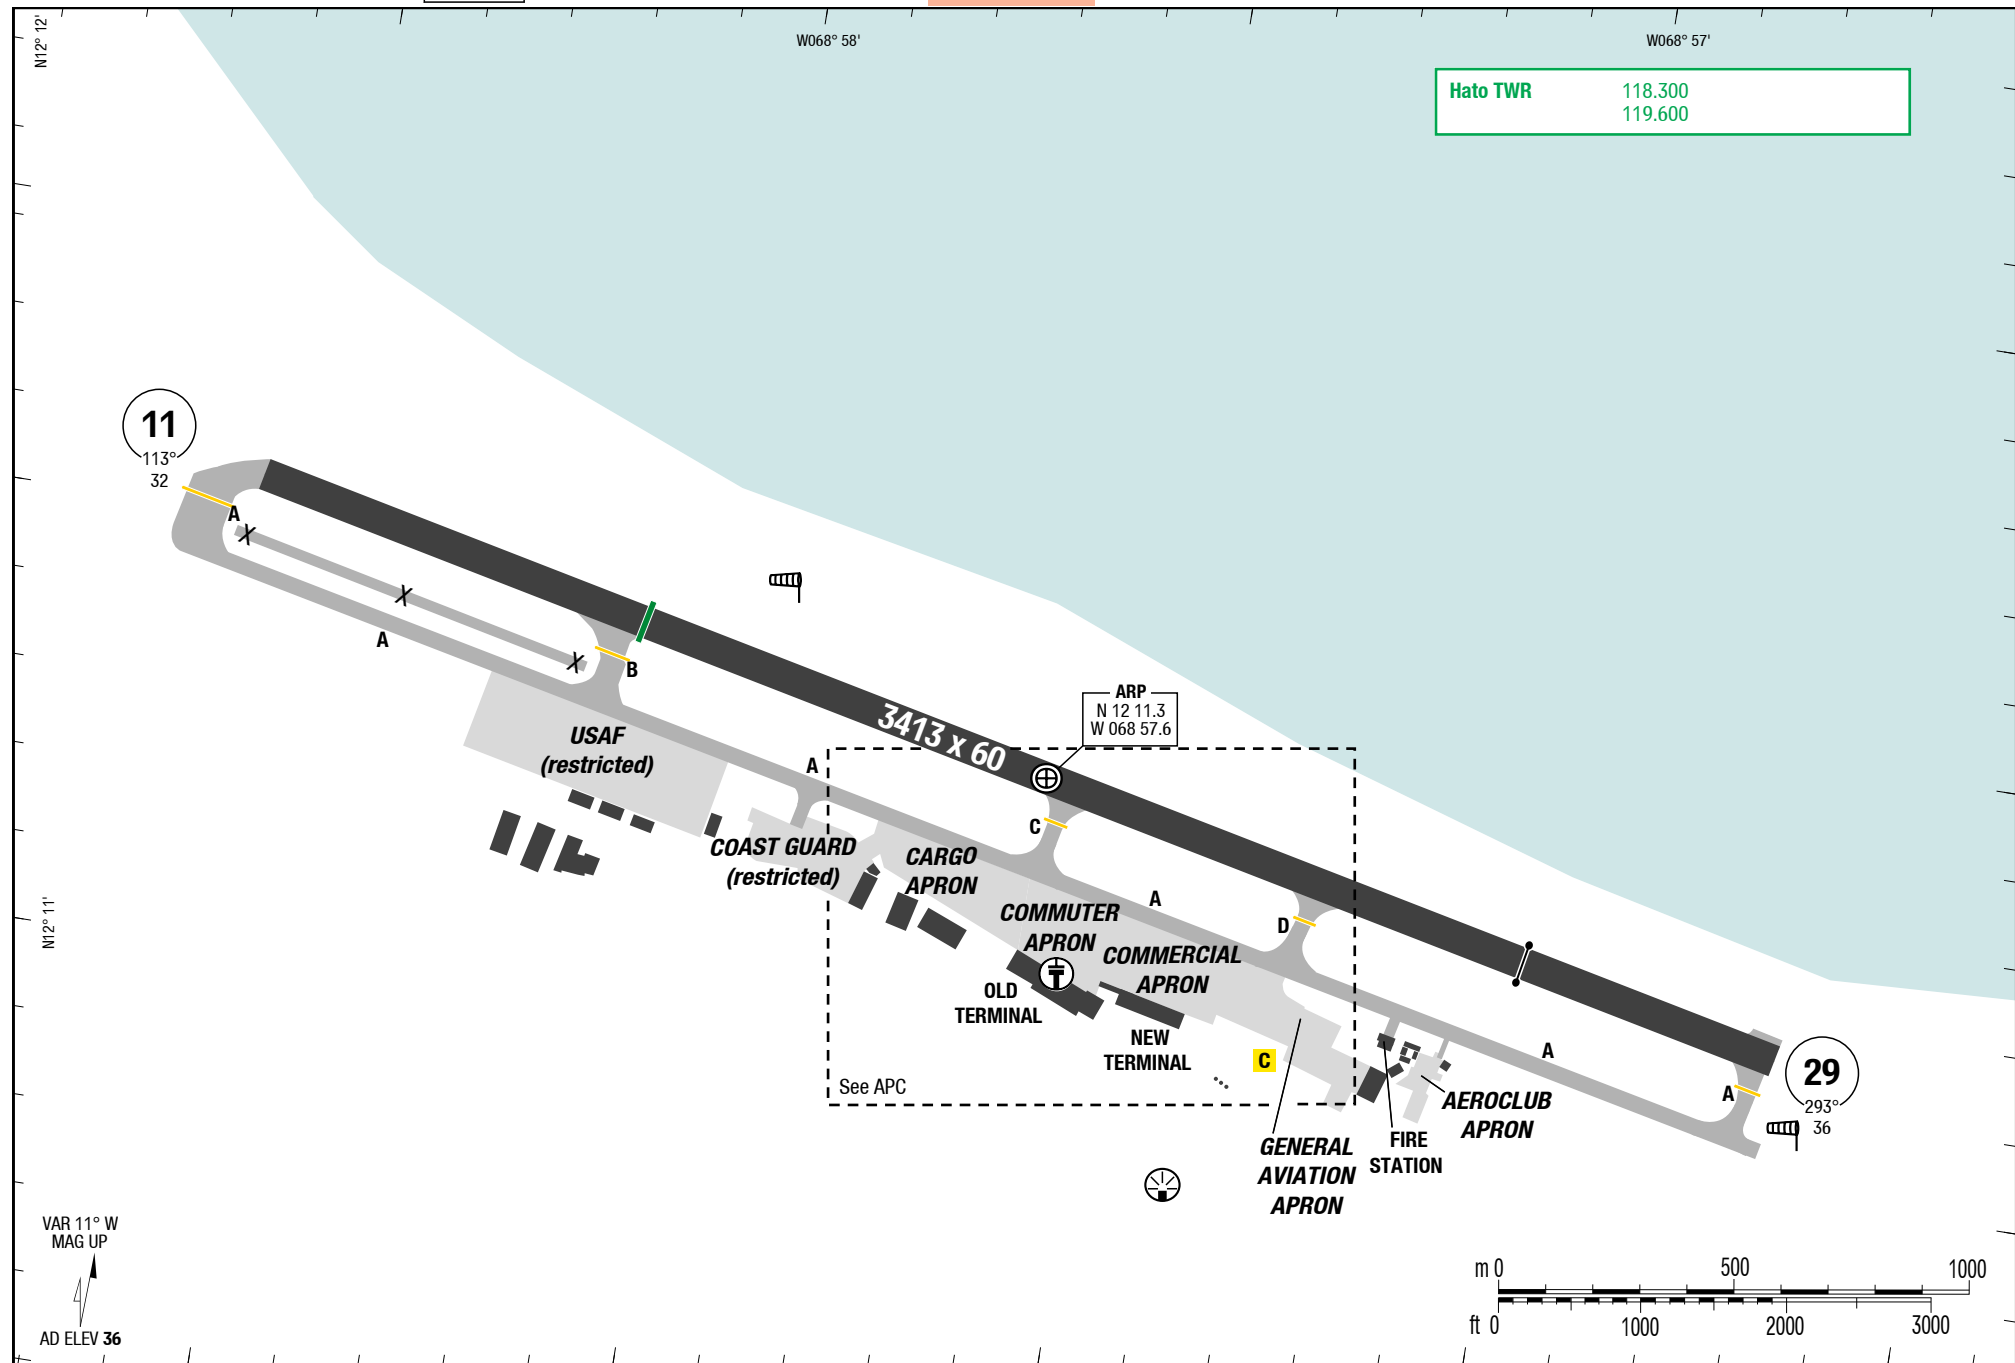 N12° 12'
W068° 58'
W068° 57'
Hato TWR 118.300
119.600
11
113°
32
A
X
X
X
A
B
3413 x 60
ARP
N 12 11.3
W 068 57.6
USAF
(restricted)
A
C
COAST GUARD
(restricted)
CARGO
APRON
A
COMMUTER
APRON
D
COMMERCIAL
APRON
N12° 11'
OLD
TERMINAL
NEW
TERMINAL
C
A
See APC
29
293°
36
A
AEROCLUB
APRON
FIRE
STATION
GENERAL
AVIATION
APRON
VAR 11° W
MAG UP
AD ELEV 36
m 0 500 1000
ft 0 1000 2000 3000